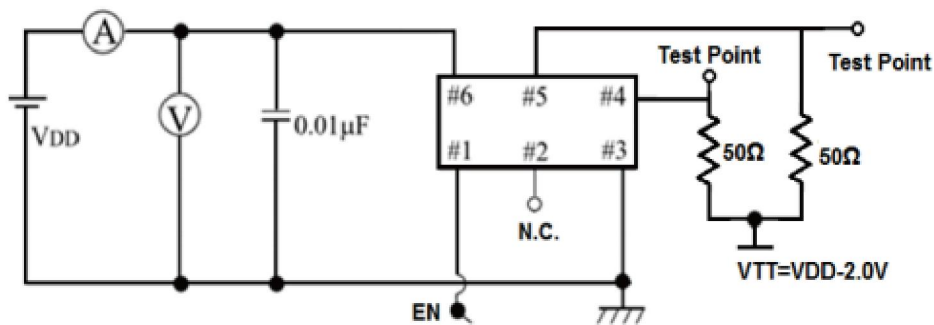 A
Test Point
Test Point
#6 #5 #4
V
0.01μF
VDD
#1 #2 #3
50Ω
50Ω
N.C.
VTT=VDD-2.0V
EN